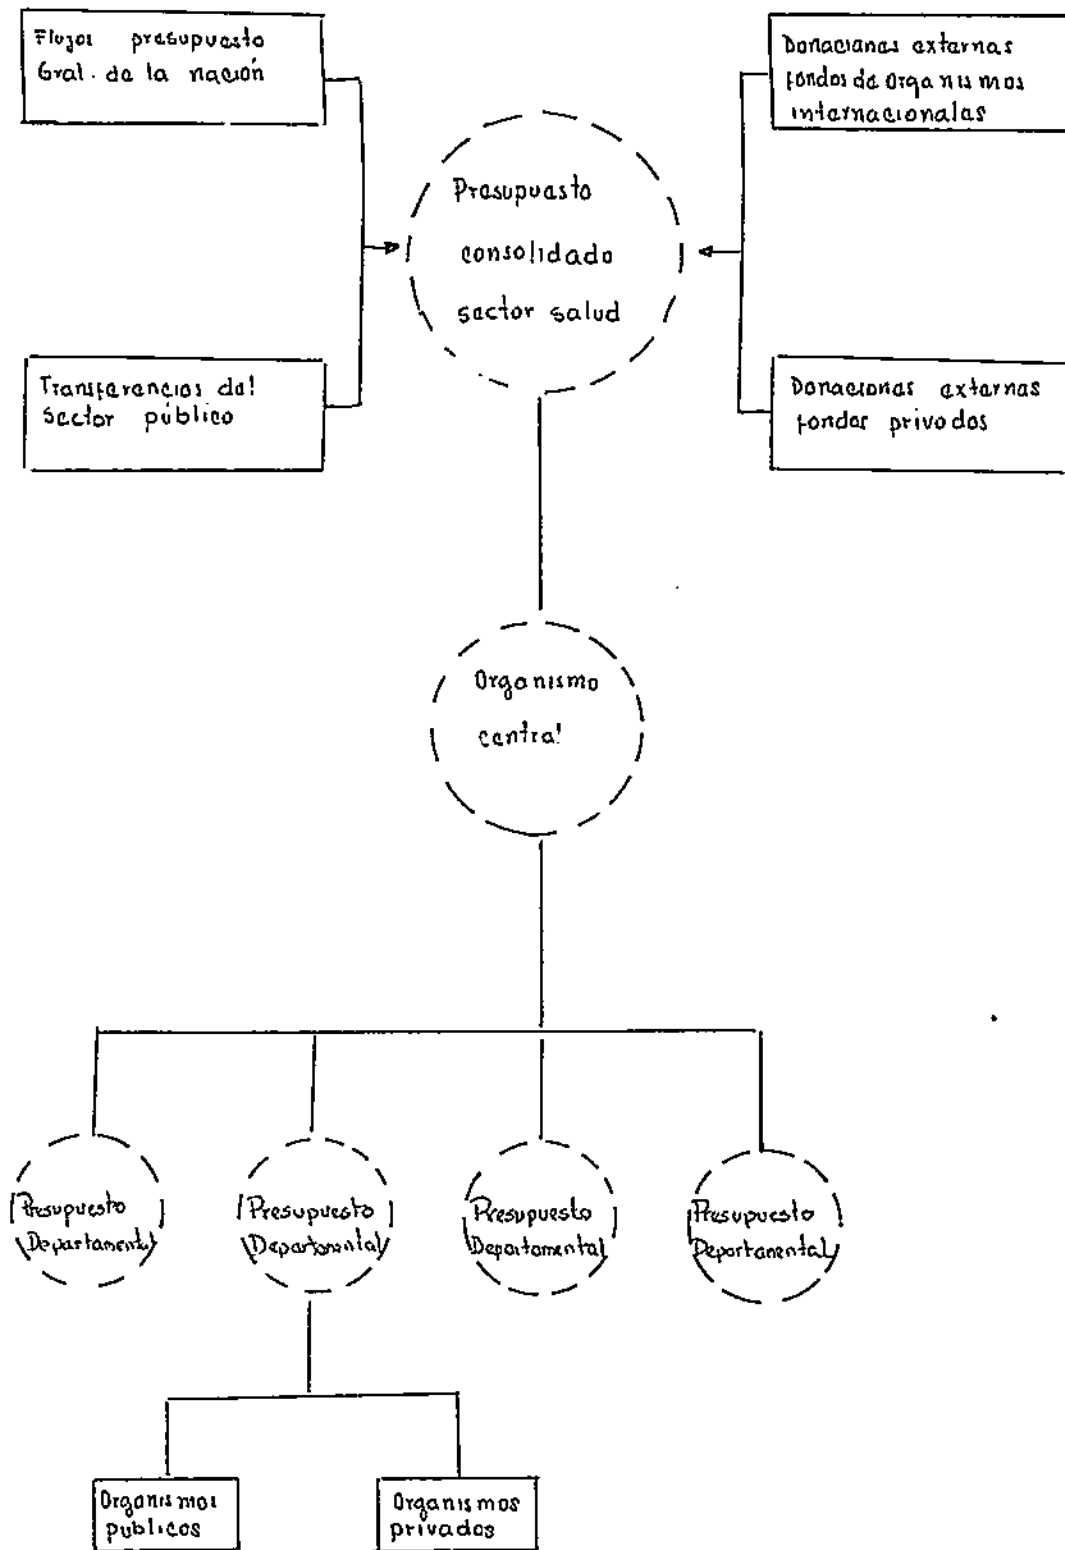 Flujos presupuesto
Gral. de la nación
Donaciones externas
fondos de organismos
internacionales
Presupuesto
consolidado
sector salud
Transferencias del
sector público
Donaciones externas
fondos privados
Organismo
central
Presupuesto
Departamental
Presupuesto
Departamental
Presupuesto
Departamental
Presupuesto
Departamental
Organismos
publicos
Organismos
privados